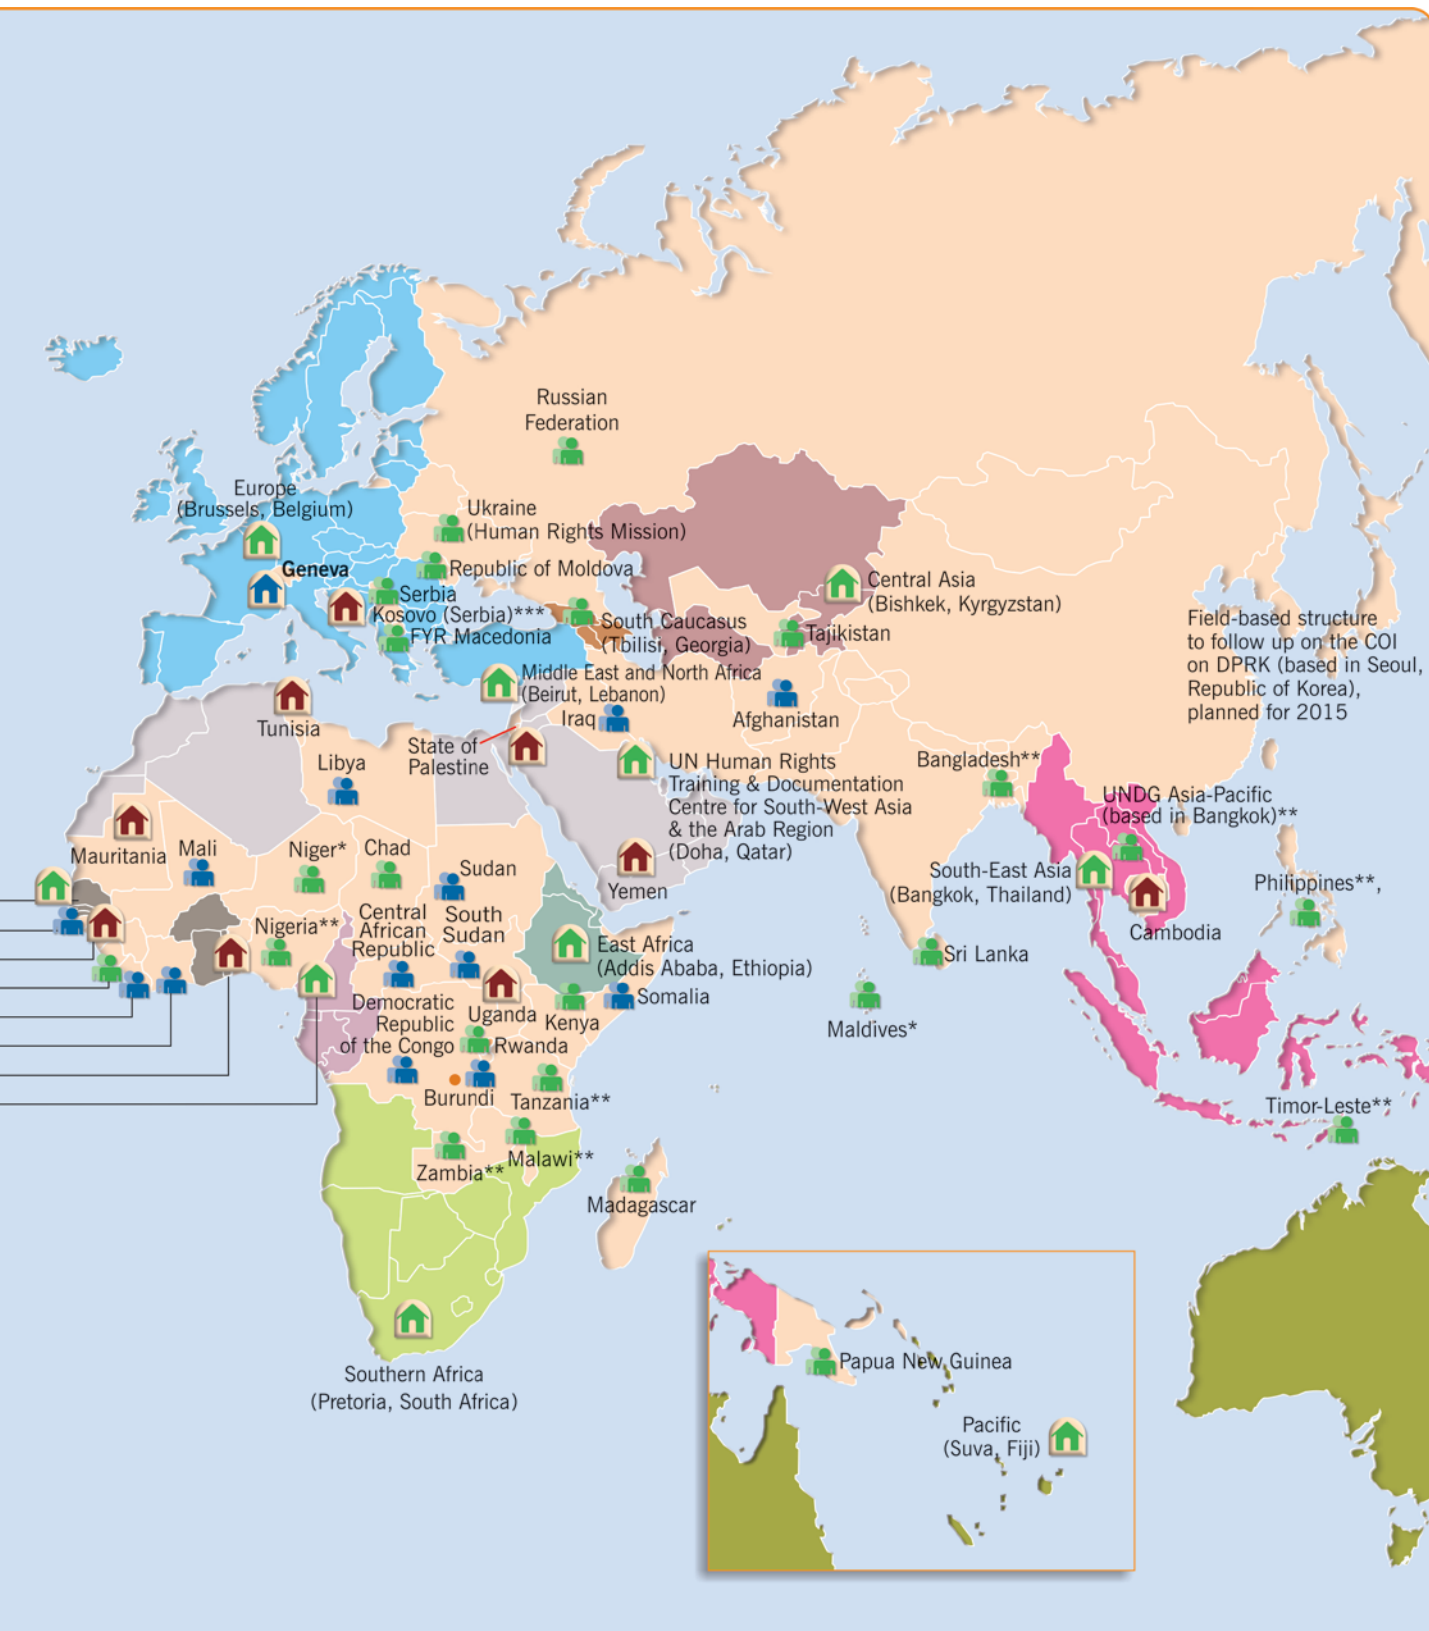 Russian
Federation
Europe
(Brussels, Belgium)
Ukraine
(Human Rights Mission)
Geneva
Republic of Moldova
Serbia
Kosovo (Serbia)***
FYR Macedonia
South Caucasus
(Tbilisi, Georgia)
Central Asia
(Bishkek, Kyrgyzstan)
Tajikistan
Field-based structure
to follow up on the COI
on DPRK (based in Seoul,
Republic of Korea),
planned for 2015
Middle East and North Africa
(Beirut, Lebanon)
Iraq
Afghanistan
Tunisia
State of
Palestine
Libya
UN Human Rights
Training & Documentation
Centre for South-West Asia
& the Arab Region
(Doha, Qatar)
Bangladesh**
UNDG Asia-Pacific
(based in Bangkok)**
Mauritania
Mali
Niger*
Chad
Sudan
Yemen
South-East Asia
(Bangkok, Thailand)
Philippines**,
Cambodia
Nigeria**
Central
African
Republic
South
Sudan
East Africa
(Addis Ababa, Ethiopia)
Sri Lanka
Somalia
Democratic
Republic
of the Congo
Uganda
Kenya
Maldives*
Rwanda
Burundi
Tanzania**
Timor-Leste**
Zambia**
Malawi**
Madagascar
Southern Africa
(Pretoria, South Africa)
Papua New Guinea
Pacific
(Suva, Fiji)